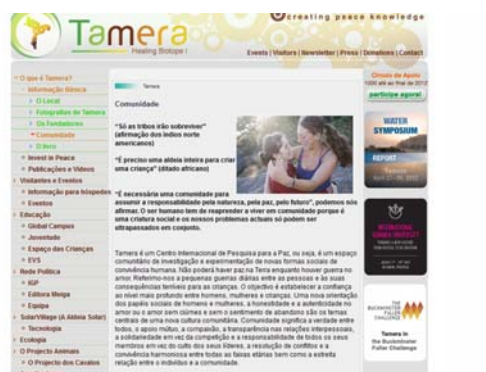 creating peace knowledge
Tamera
Healing Biotope I
Events | Visitors | Newsletter | Press | Donations | Contact
O que é Tamera?
Informação Básica
O Local
Fotografias de Tamera
Os Fundadores
Comunidade
O livro
Invest in Peace
Publicações e Vídeos
Visitantes e Eventos
Informação para hóspedes
Eventos
Educação
Global Campus
Juventude
Espaço das Crianças
EVS
Rede Política
IGP
Editora Meiga
Equipa
SolarVillage (A Aldeia Solar)
Tecnologia
Ecologia
O Projecto Animais
O Projecto dos Cavalos
Tamera
Comunidade
“Só as tribos irão sobreviver”
(afirmação dos índios norte
americanos)
“É preciso uma aldeia inteira para criar
uma criança” (ditado africano)
“É necessária uma comunidade para
assumir a responsabilidade pela natureza, pela paz, pelo futuro”, podemos nós
afirmar. O ser humano tem de reaprender a viver em comunidade porque é
uma criatura social e os nossos problemas actuais só podem ser
ultrapassados em conjunto.
Tamera é um Centro Internacional de Pesquisa para a Paz, ou seja, é um espaço
comunitário de investigação e experimentação de novas formas sociais de
convivência humana. Não poderá haver paz na Terra enquanto houver guerra no
amor. Referimo-nos a pequenas guerras diárias entre as pessoas e às suas
consequências terríveis para as crianças. O objectivo é estabelecer a confiança
ao nível mais profundo entre homens, mulheres e crianças. Uma nova orientação
dos papéis sociais de homens e mulheres, a honestidade e a autenticidade no
amor ou o amor sem ciúmes e sem o sentimento de abandono são os temas
centrais de uma nova cultura comunitária. Comunidade significa a verdade entre
todos, o apoio mútuo, a compaixão, a transparência nas relações interpessoais,
a solidariedade em vez da competição e a responsabilidade de todos os seus
membros em vez do culto dos seus líderes, a resolução de conflitos e a
convivência harmoniosa entre todas as faixas etárias bem como a estreita
relação entre o indivíduo e a comunidade.
Círculo de Apoio
1000 até ao final de 2012
participe agora!
WATER
SYMPOSIUM
REPORT
Tamera
THE
BUCKMINSTER
FULLER
CHALLENGE
Tamera in
the Buckminster
Fuller Challenge